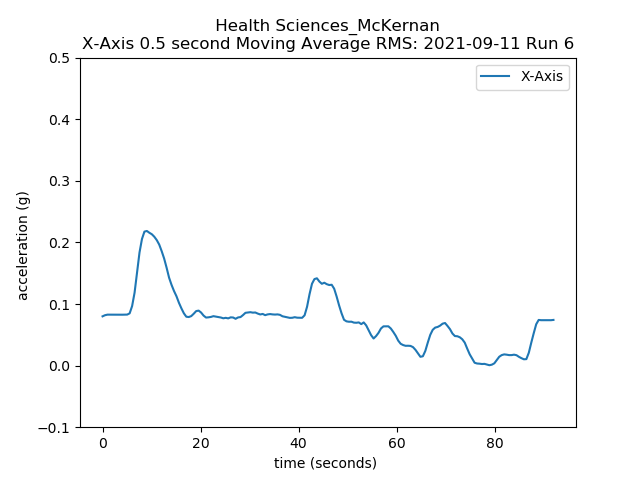 Health Sciences_McKernan
X-Axis 0.5 second Moving Average RMS: 2021-09-11 Run 6
X-Axis
acceleration (g)
0.5
0.4
0.3
0.2
0.1
0.0
−0.1
0 20 40 60 80
time (seconds)